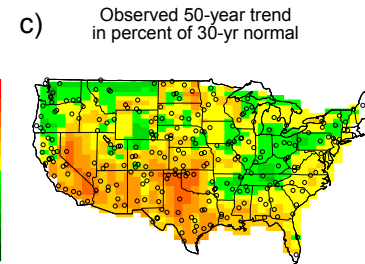 c)
Observed 50-year trend
in percent of 30-yr normal